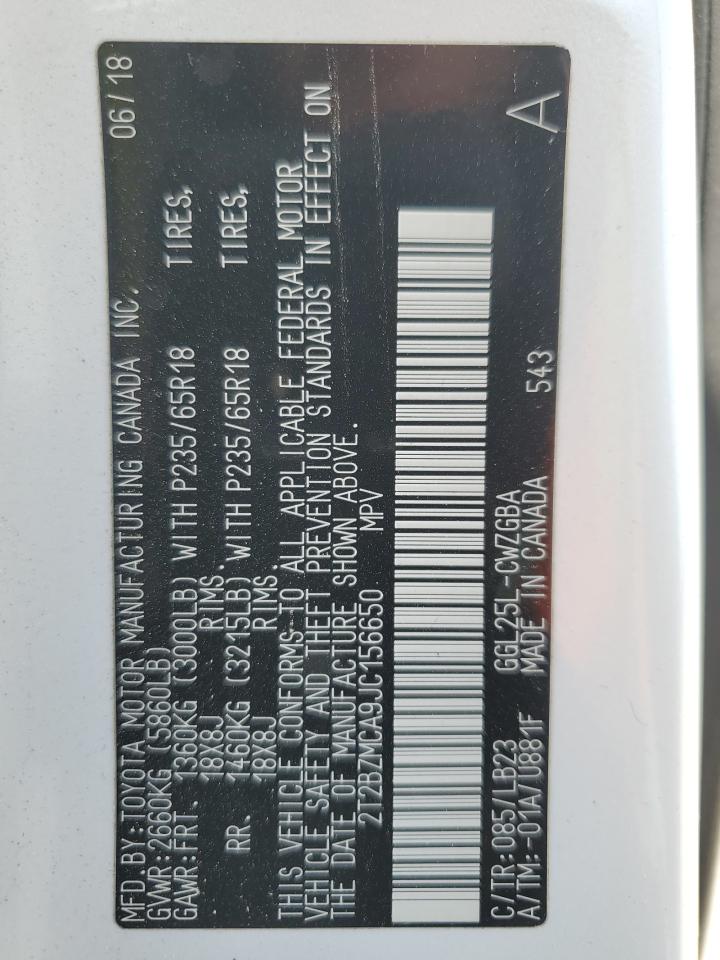 MFD.BY:TOYOTA MOTOR MANUFACTURING CANADA INC. 06/18
GVWR:2660KG (5860LB)
GAWR:FRT. 1360KG (3000LB) WITH P235/65R18 TIRES,
18X8J RIMS.
RR. 1460KG (3215LB) WITH P235/65R18 TIRES,
18X8J RIMS.
THIS VEHICLE CONFORMS TO ALL APPLICABLE FEDERAL MOTOR
VEHICLE SAFETY AND THEFT PREVENTION STANDARDS IN EFFECT ON
THE DATE OF MANUFACTURE SHOWN ABOVE.
2T2BZMCA9JC156650 MPV
A
C/TR:085/LB23 GGL25L-CWZGBA
A/TM:-01A/U881F MADE IN CANADA 543